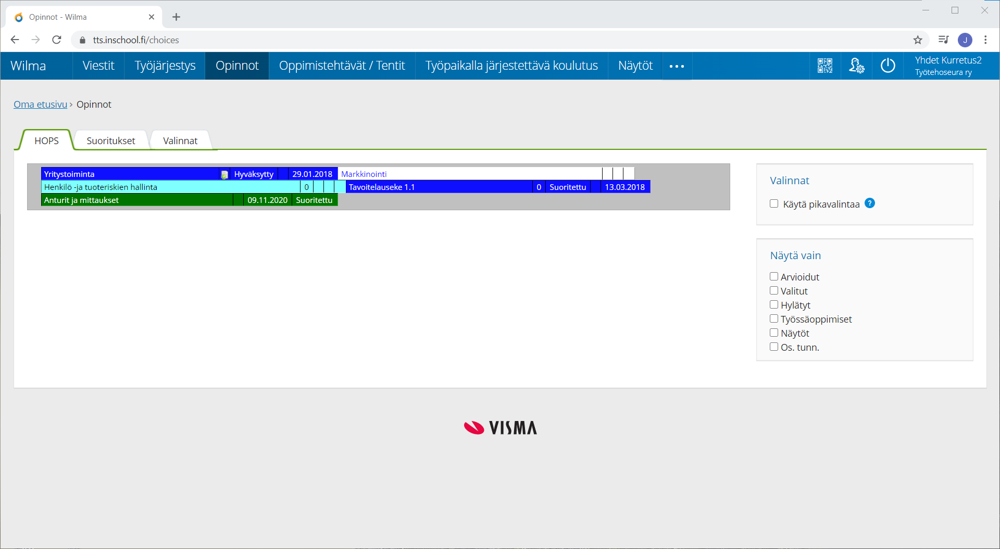 Opinnot - Wilma
tts.inschool.fi/choices
J
Wilma Viestit Työjärjestys Opinnot Oppimistehtävät / Tentit Työpaikalla järjestettävä koulutus Näytöt
Yhdet Kurretus2
Työtehoseura ry
Oma etusivu › Opinnot
HOPS Suoritukset Valinnat
Yritystoiminta Hyväksytty 29.01.2018 Markkinointi
Henkilö -ja tuoteriskien hallinta 0 Tavoitelauseke 1.1 0 Suoritettu 13.03.2018
Anturit ja mittaukset 09.11.2020 Suoritettu
Valinnat
Käytä pikavalintaa ?
Näytä vain
Arvioidut
Valitut
Hylätyt
Työssäoppimiset
Näytöt
Os. tunn.
VISMA